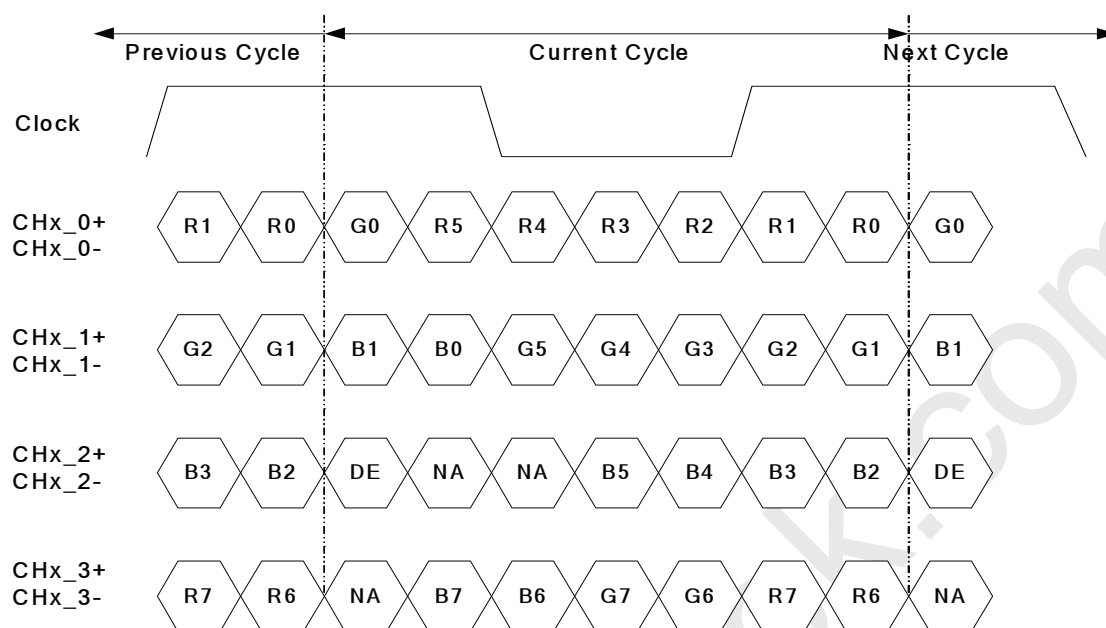 Previous Cycle Current Cycle Next Cycle
Clock
CHx_0+
CHx_0-
R1 R0 G0 R5 R4 R3 R2 R1 R0 G0
CHx_1+
CHx_1-
G2 G1 B1 B0 G5 G4 G3 G2 G1 B1
CHx_2+
CHx_2-
B3 B2 DE NA NA B5 B4 B3 B2 DE
CHx_3+
CHx_3-
R7 R6 NA B7 B6 G7 G6 R7 R6 NA
k.com